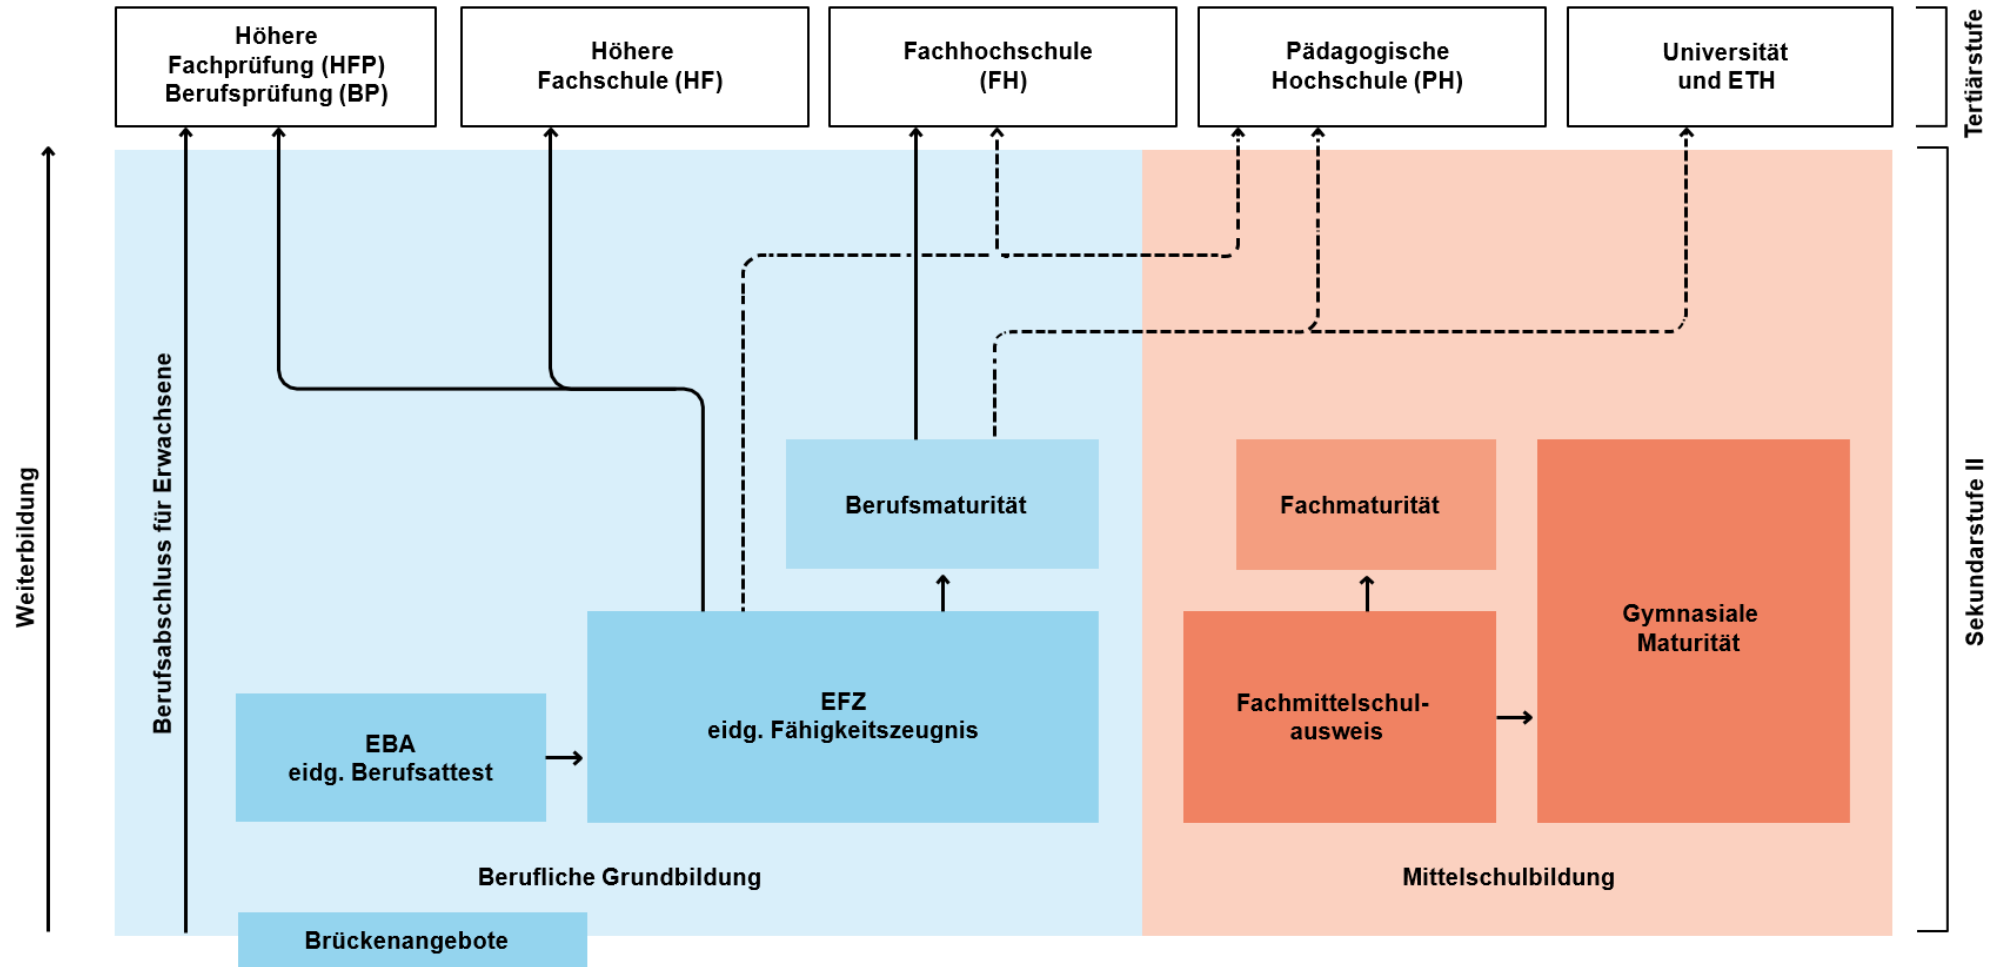 Höhere
Fachprüfung (HFP)
Berufsprüfung (BP)
Höhere
Fachschule (HF)
Fachhochschule
(FH)
Pädagogische
Hochschule (PH)
Universität
und ETH
Tertiärstufe
Weiterbildung
Berufsabschluss für Erwachsene
Berufsmaturität
Fachmaturität
Gymnasiale
Maturität
Sekundarstufe II
EFZ
eidg. Fähigkeitszeugnis
Fachmittelschul-
ausweis
EBA
eidg. Berufsattest
Berufliche Grundbildung
Mittelschulbildung
Brückenangebote